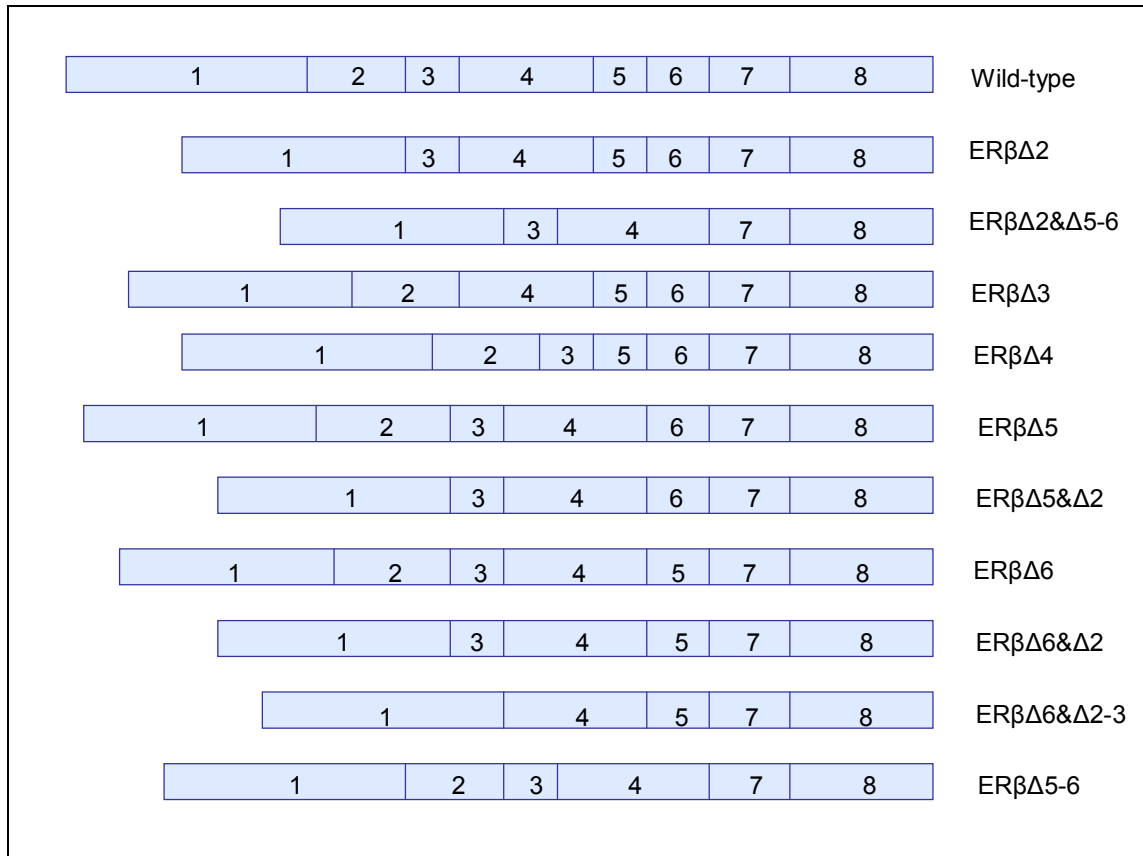 1 2 3 4 5 6 7 8 Wild-type
1 3 4 5 6 7 8 ERβΔ2
1 3 4 7 8 ERβΔ2&Δ5-6
1 2 4 5 6 7 8 ERβΔ3
1 2 3 5 6 7 8 ERβΔ4
1 2 3 4 6 7 8 ERβΔ5
1 3 4 6 7 8 ERβΔ5&Δ2
1 2 3 4 5 7 8 ERβΔ6
1 3 4 5 7 8 ERβΔ6&Δ2
1 4 5 7 8 ERβΔ6&Δ2-3
1 2 3 4 7 8 ERβΔ5-6